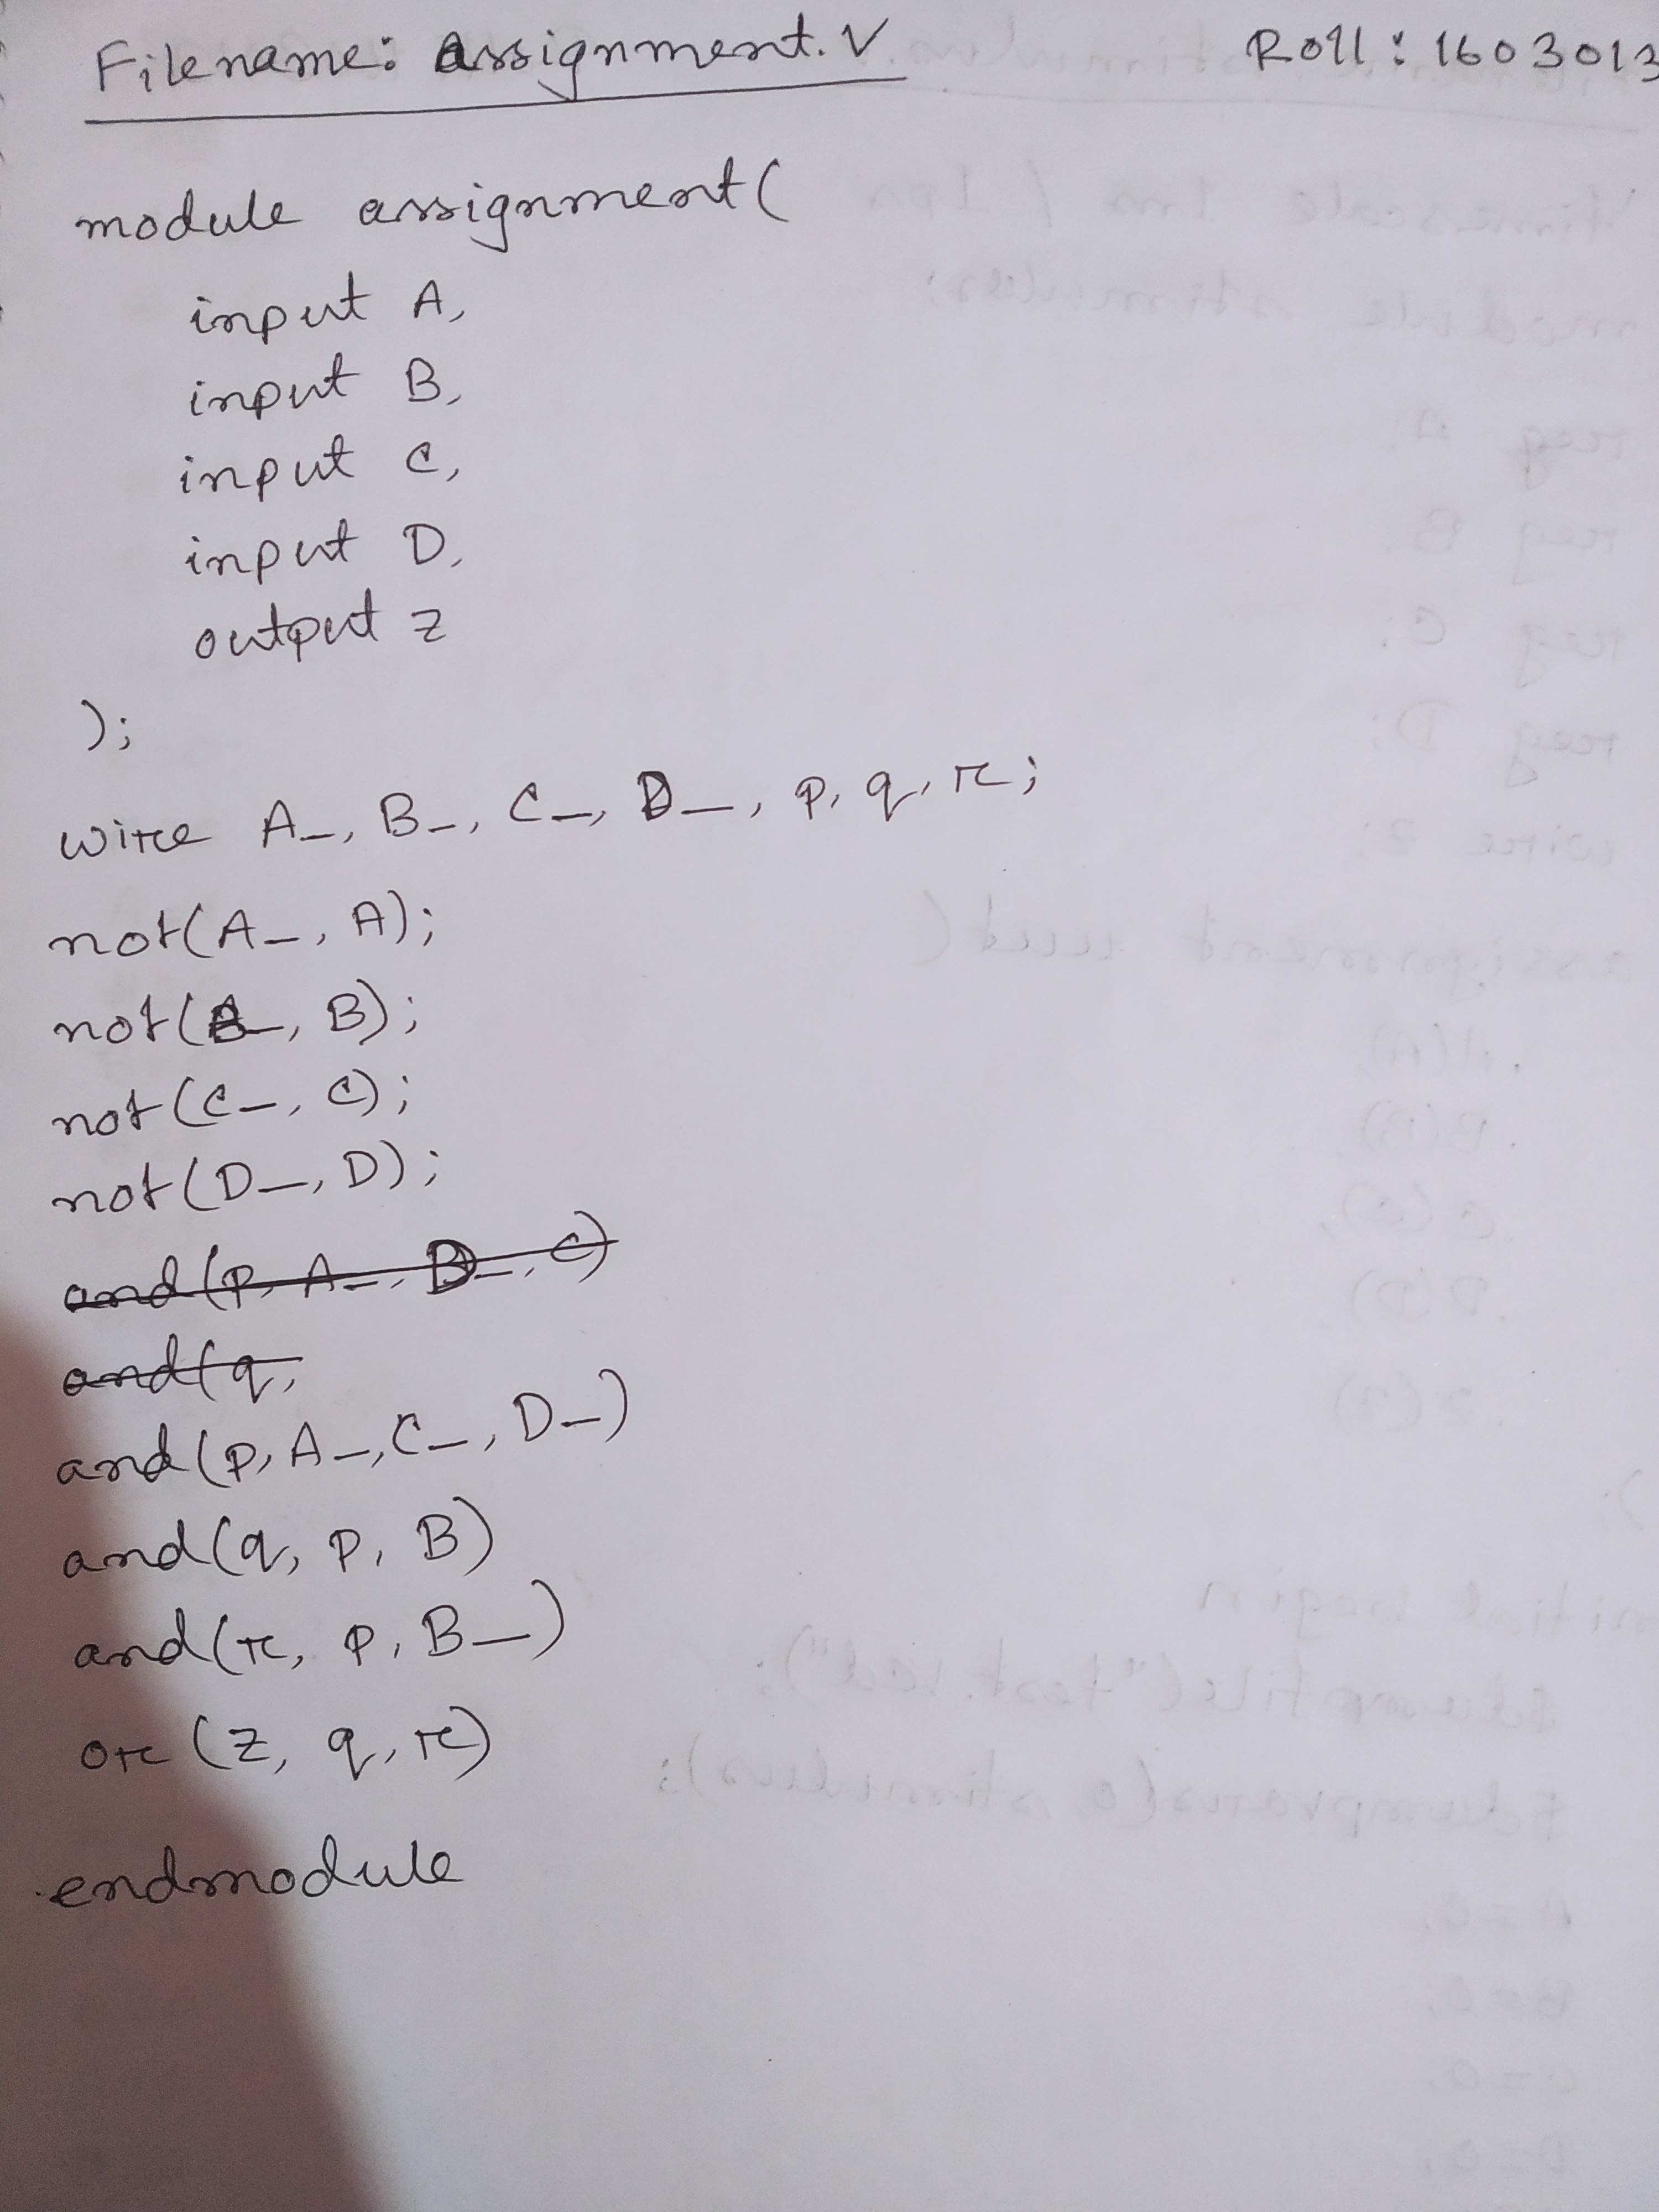 Filename: assignment.v Roll: 1603013
module assignment(
input A,
input B,
input C,
input D,
output z
);
wire A_, B_, C_, D_, p, q, r;
not(A_, A);
not(B_, B);
not(C_, C);
not(D_, D);
and(p, A_, B_, C)
and(q,
and(p, A_, C_, D_)
and(q, p, B)
and(r, p, B_)
or(z, q, r)
endmodule